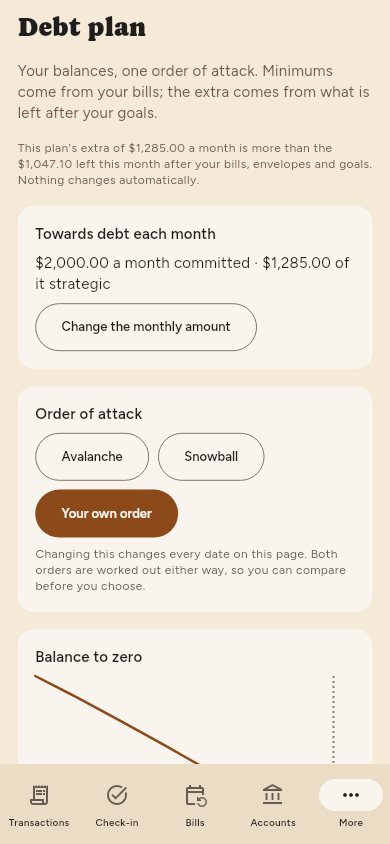 Debt plan
Your balances, one order of attack. Minimums
come from your bills; the extra comes from what is
left after your goals.
This plan's extra of $1,285.00 a month is more than the
$1,047.10 left this month after your bills, envelopes and goals.
Nothing changes automatically.
Towards debt each month
$2,000.00 a month committed · $1,285.00 of
it strategic
Change the monthly amount
Order of attack
Avalanche
Snowball
Your own order
Changing this changes every date on this page. Both
orders are worked out either way, so you can compare
before you choose.
Balance to zero
Transactions
Check-in
Bills
Accounts
More